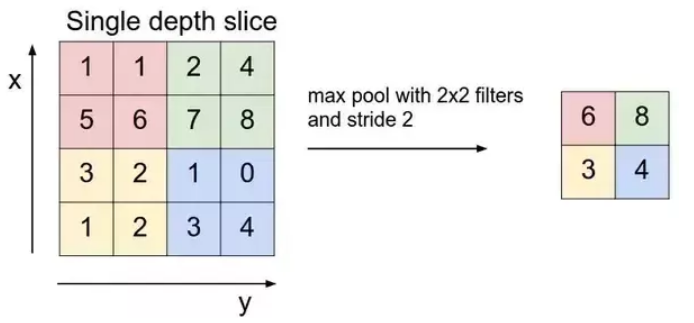 Single depth slice
x
1 1 2 4
5 6 7 8
3 2 1 0
1 2 3 4
y
max pool with 2x2 filters
and stride 2
6 8
3 4